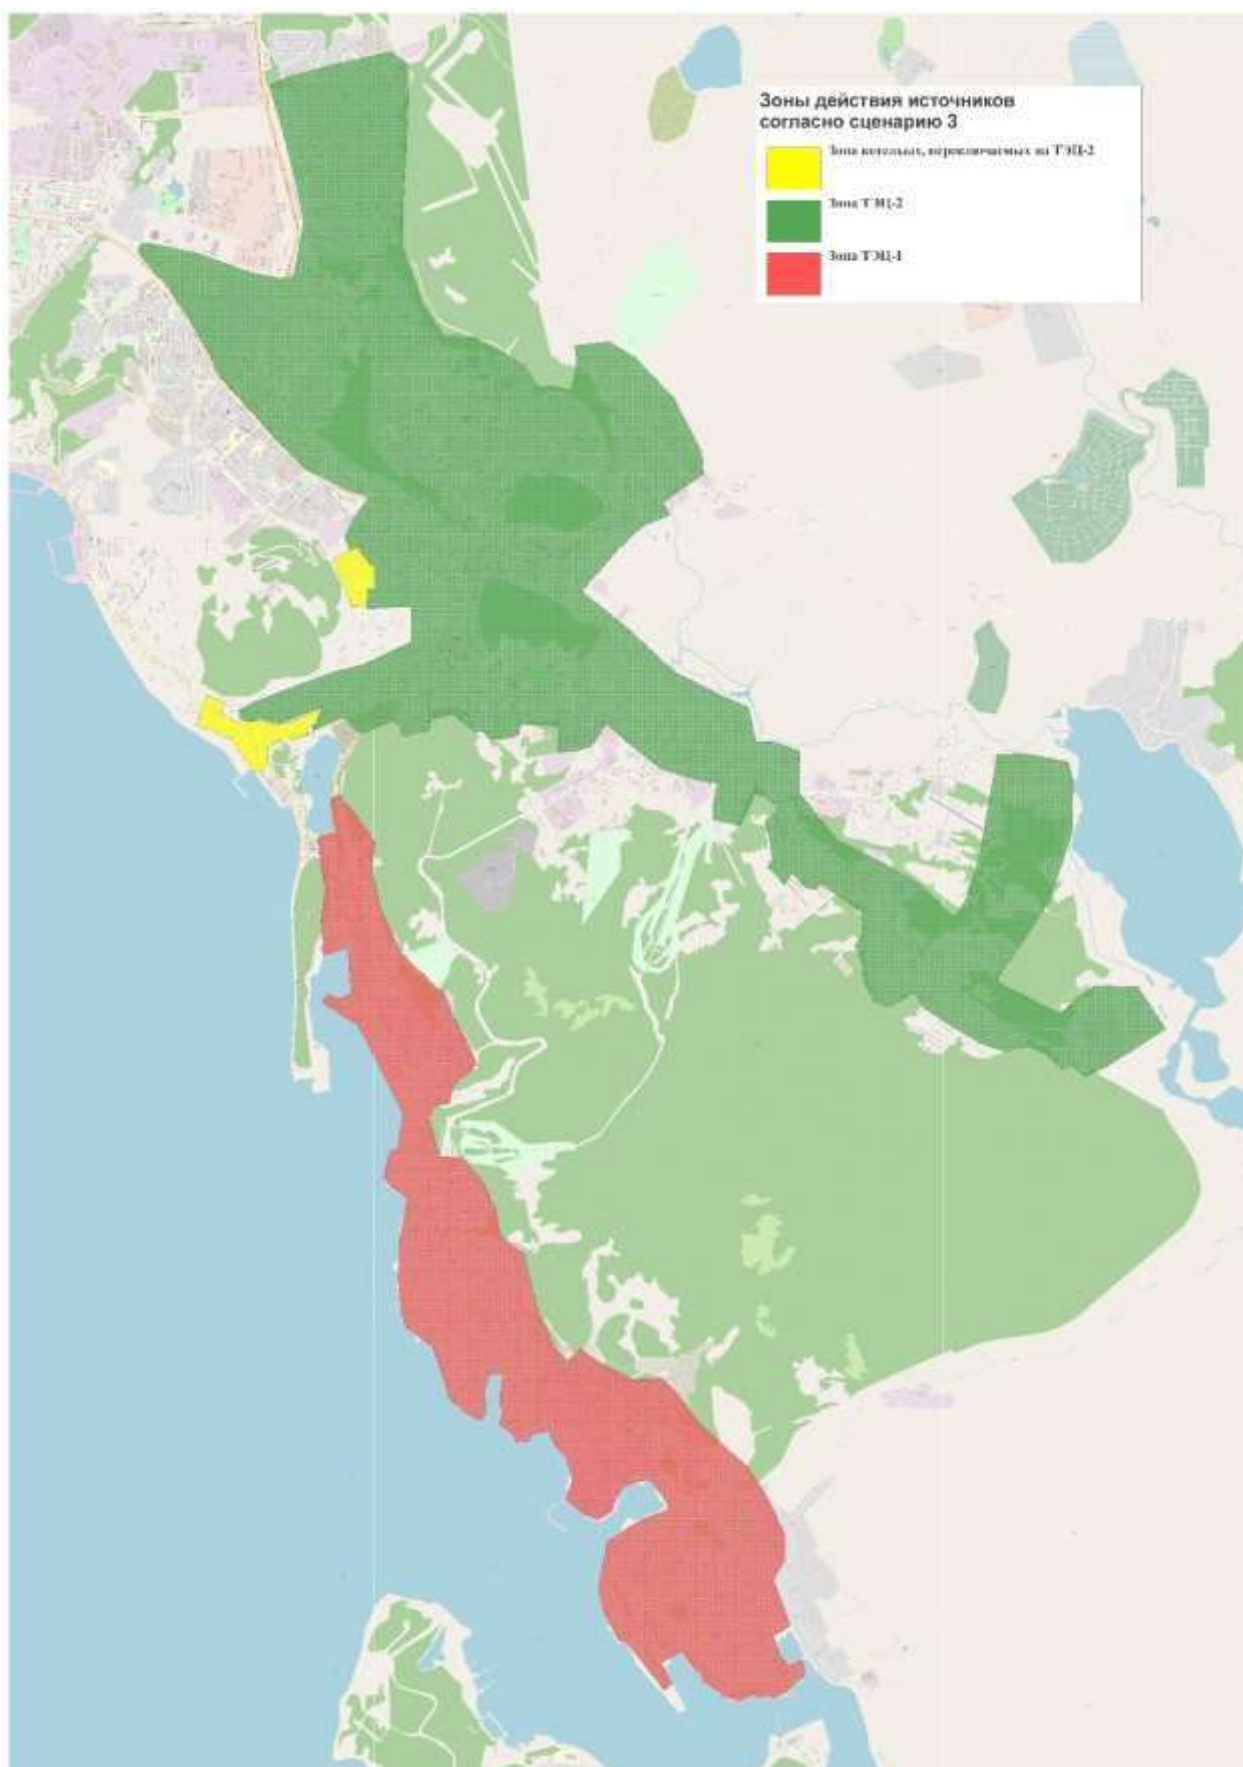 Зоны действия источников
согласно сценарию 3
Зона котельных, переключаемых на ТЭЦ-2
Зона ТЭЦ-2
Зона ТЭЦ-1